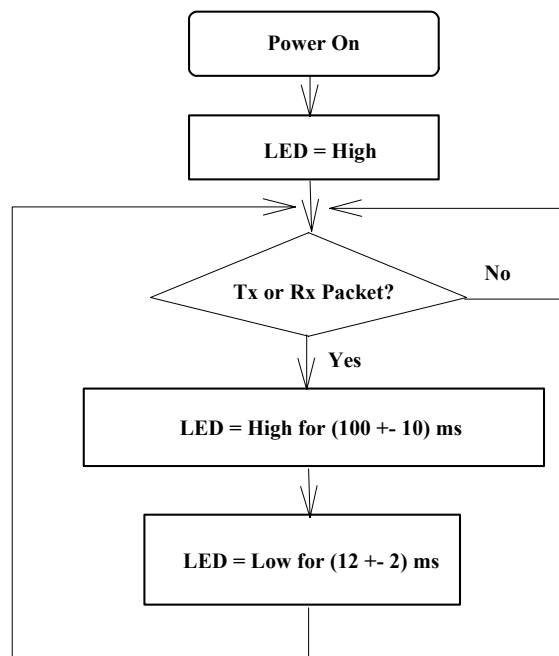 Power On
LED = High
Tx or Rx Packet?
No
Yes
LED = High for (100 +- 10) ms
LED = Low for (12 +- 2) ms